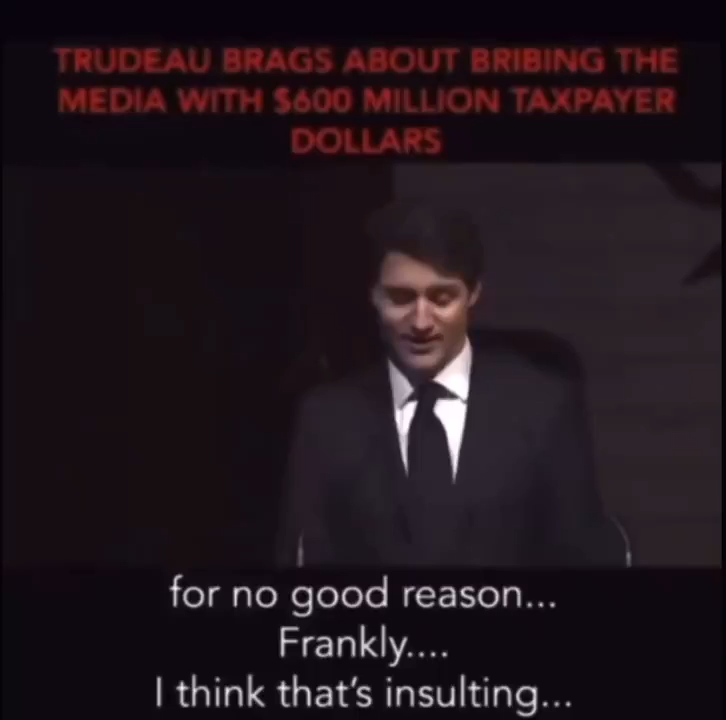 TRUDEAU BRAGS ABOUT BRIBING THE
MEDIA WITH $600 MILLION TAXPAYER
DOLLARS
for no good reason...
Frankly....
I think that's insulting...